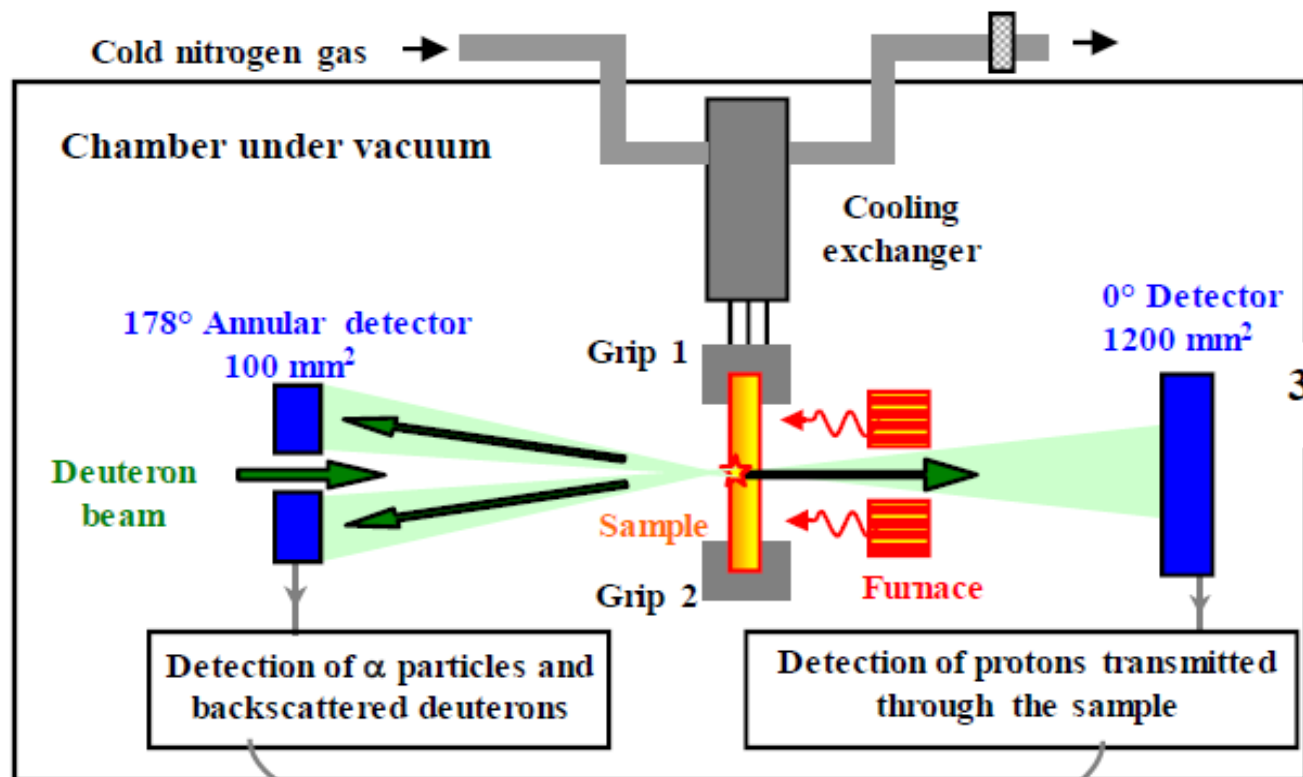 Cold nitrogen gas
Chamber under vacuum
Cooling
exchanger
178° Annular detector
100 mm²
0° Detector
1200 mm²
Grip 1
3
Deuteron
beam
Sample
Grip 2
Furnace
Detection of α particles and
backscattered deuterons
Detection of protons transmitted
through the sample